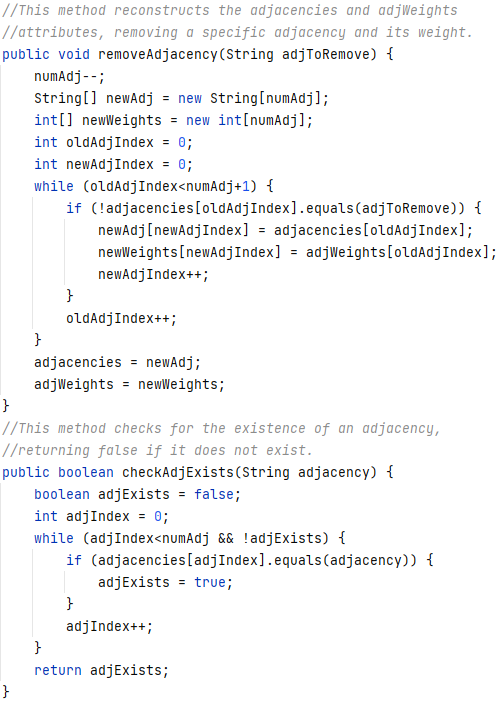 //This method reconstructs the adjacencies and adjWeights
//attributes, removing a specific adjacency and its weight.
public void removeAdjacency(String adjToRemove) {
    numAdj--;
    String[] newAdj = new String[numAdj];
    int[] newWeights = new int[numAdj];
    int oldAdjIndex = 0;
    int newAdjIndex = 0;
    while (oldAdjIndex<numAdj+1) {
        if (!adjacencies[oldAdjIndex].equals(adjToRemove)) {
            newAdj[newAdjIndex] = adjacencies[oldAdjIndex];
            newWeights[newAdjIndex] = adjWeights[oldAdjIndex];
            newAdjIndex++;
        }
        oldAdjIndex++;
    }
    adjacencies = newAdj;
    adjWeights = newWeights;
}
//This method checks for the existence of an adjacency,
//returning false if it does not exist.
public boolean checkAdjExists(String adjacency) {
    boolean adjExists = false;
    int adjIndex = 0;
    while (adjIndex<numAdj && !adjExists) {
        if (adjacencies[adjIndex].equals(adjacency)) {
            adjExists = true;
        }
        adjIndex++;
    }
    return adjExists;
}